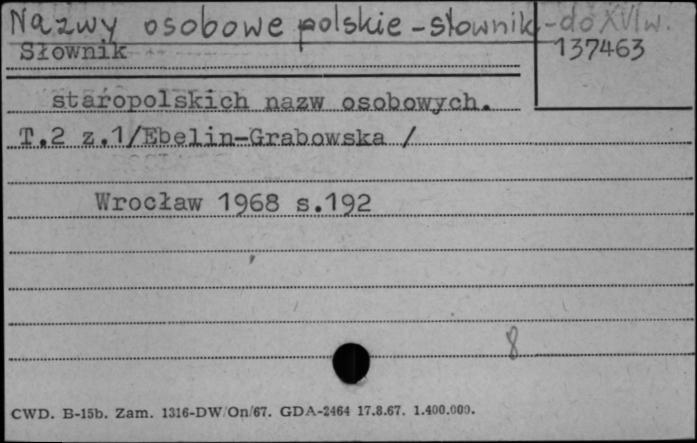 Nazwy osobowe polskie - słownik - do XVI w.
Słownik
137463
staropolskich nazw osobowych.
T.2 z.1/Ebelin-Grabowska /
Wrocław 1968 s.192
8
CWD. B-15b. Zam. 1316-DW/On/67. GDA-2464 17.8.67. 1.400.000.